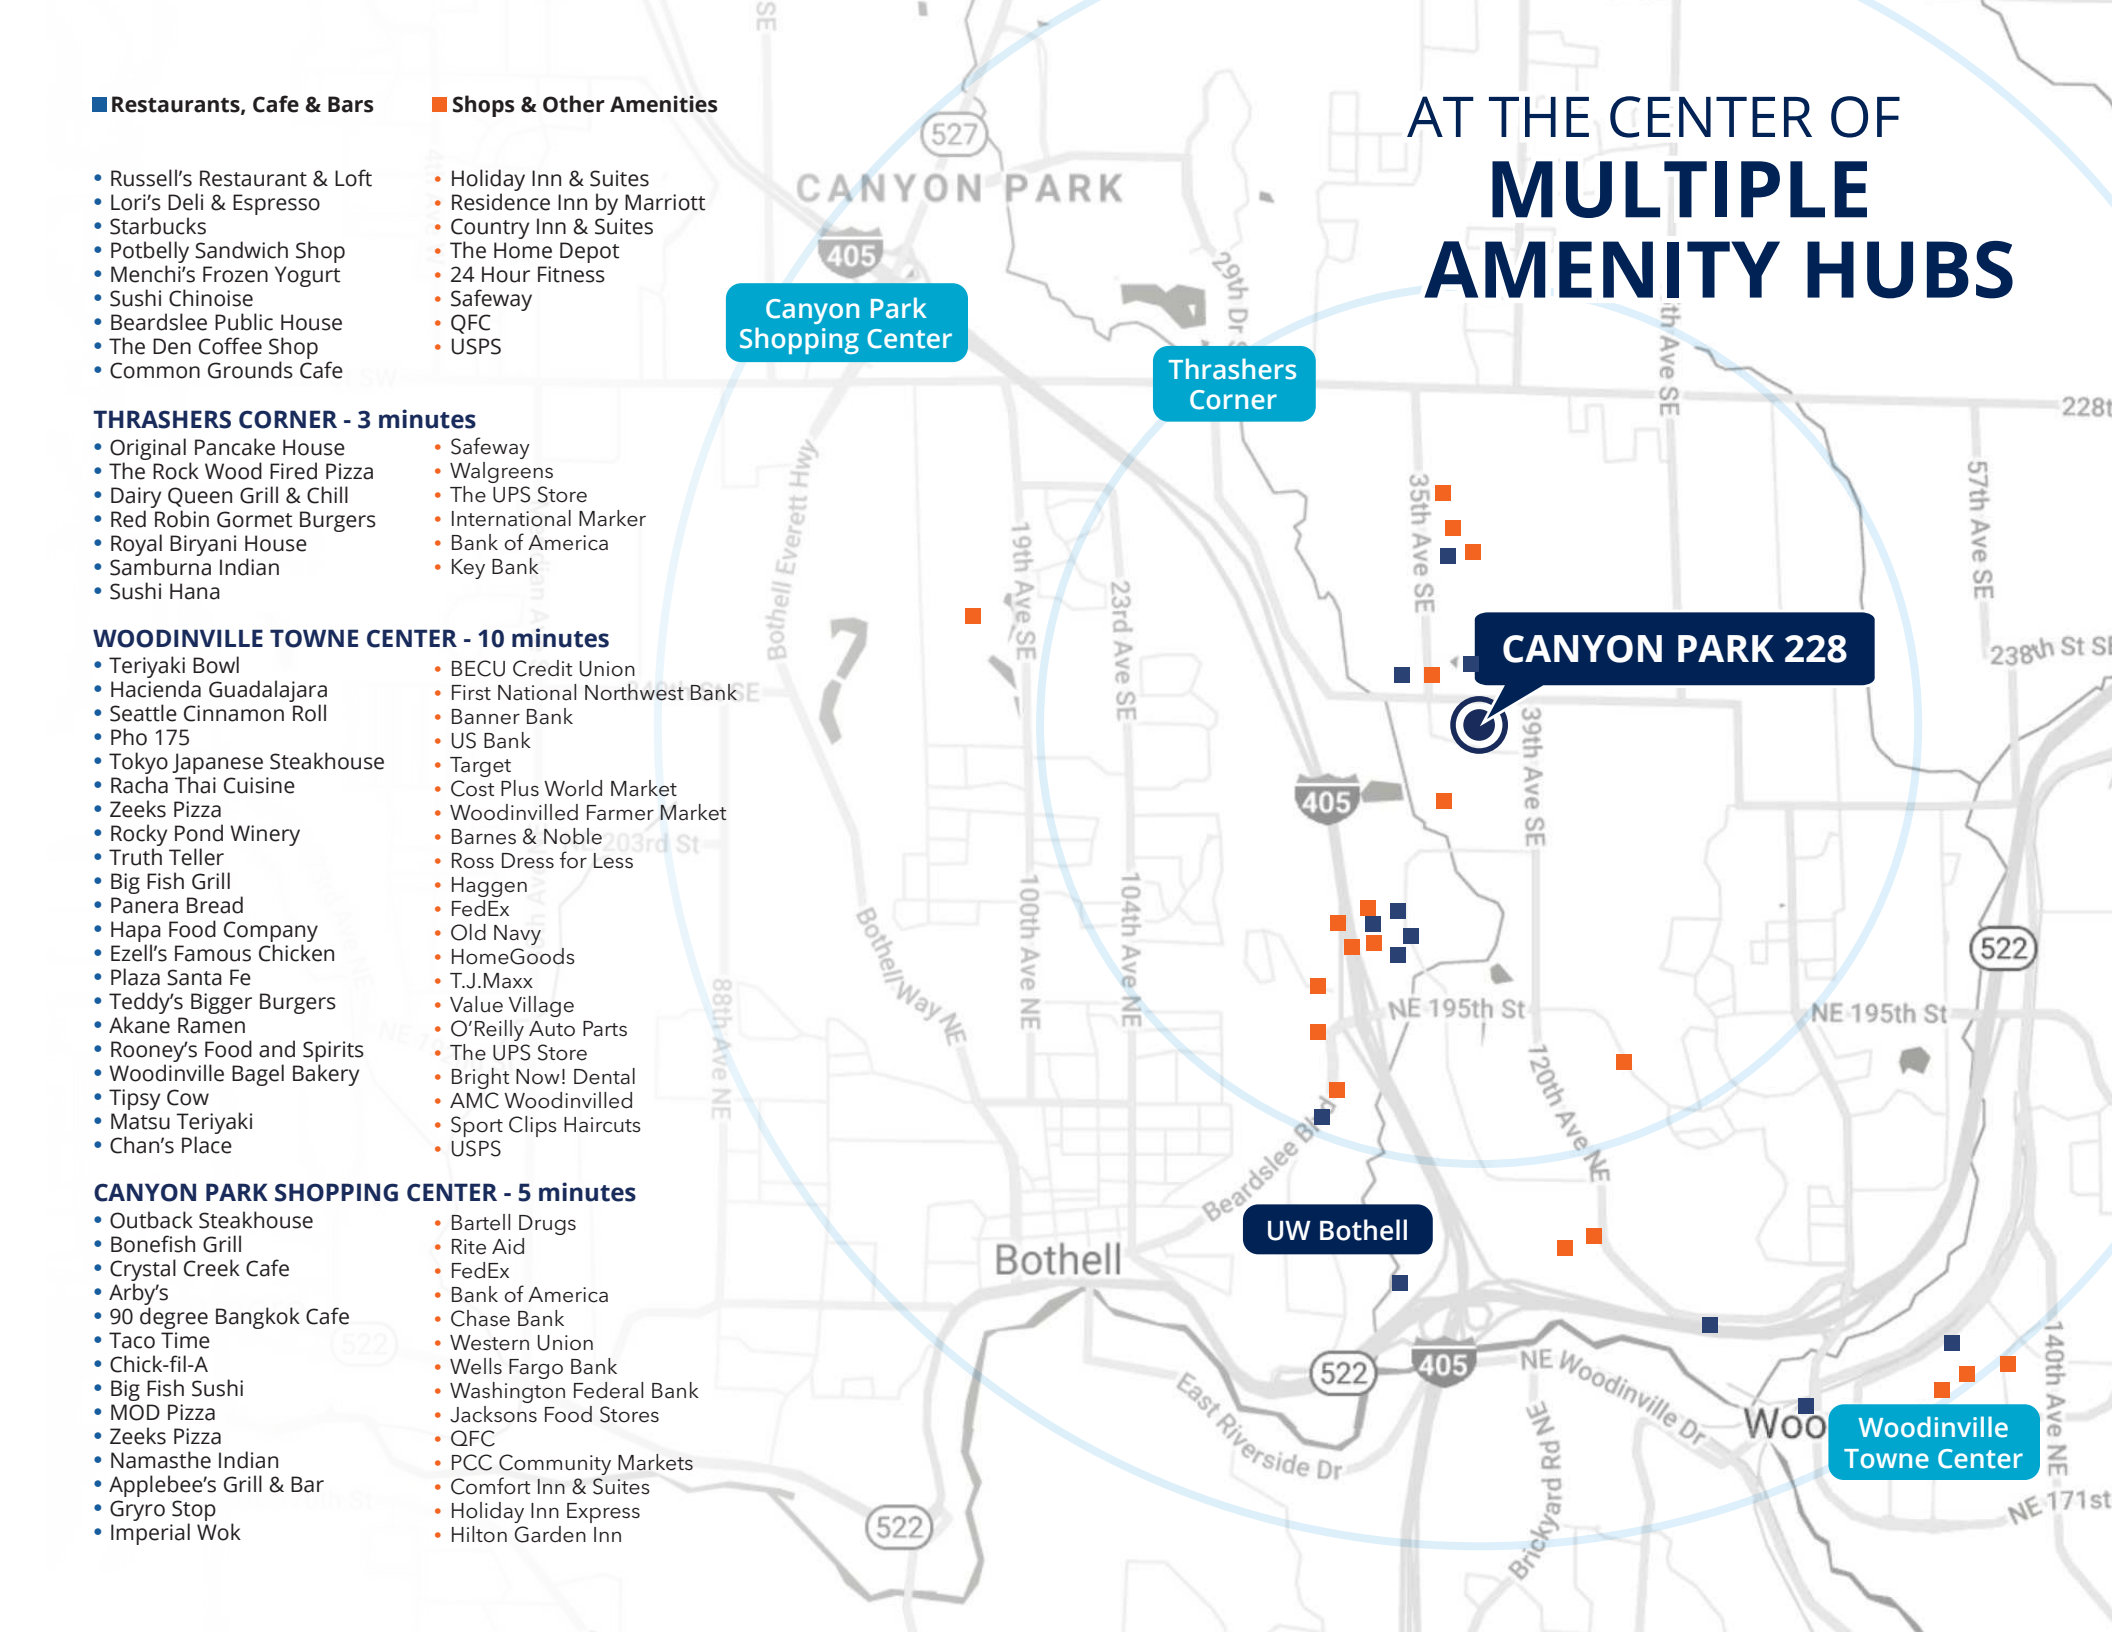 Restaurants, Cafe & Bars
• Russell’s Restaurant & Loft
• Lori’s Deli & Espresso
• Starbucks
• Potbelly Sandwich Shop
• Menchi’s Frozen Yogurt
• Sushi Chinoise
• Beardslee Public House
• The Den Coffee Shop
• Common Grounds Cafe
Shops & Other Amenities
• Holiday Inn & Suites
• Residence Inn by Marriott
• Country Inn & Suites
• The Home Depot
• 24 Hour Fitness
• Safeway
• QFC
• USPS
THRASHERS CORNER - 3 minutes
• Original Pancake House
• The Rock Wood Fired Pizza
• Dairy Queen Grill & Chill
• Red Robin Gormet Burgers
• Royal Biryani House
• Samburna Indian
• Sushi Hana
• Safeway
• Walgreens
• The UPS Store
• International Marker
• Bank of America
• Key Bank
WOODINVILLE TOWNE CENTER - 10 minutes
• Teriyaki Bowl
• Hacienda Guadalajara
• Seattle Cinnamon Roll
• Pho 175
• Tokyo Japanese Steakhouse
• Racha Thai Cuisine
• Zeeks Pizza
• Rocky Pond Winery
• Truth Teller
• Big Fish Grill
• Panera Bread
• Hapa Food Company
• Ezell’s Famous Chicken
• Plaza Santa Fe
• Teddy’s Bigger Burgers
• Akane Ramen
• Rooney’s Food and Spirits
• Woodinville Bagel Bakery
• Tipsy Cow
• Matsu Teriyaki
• Chan’s Place
• BECU Credit Union
• First National Northwest Bank
• Banner Bank
• US Bank
• Target
• Cost Plus World Market
• Woodinvilled Farmer Market
• Barnes & Noble
• Ross Dress for Less
• Haggen
• FedEx
• Old Navy
• HomeGoods
• T.J.Maxx
• Value Village
• O’Reilly Auto Parts
• The UPS Store
• Bright Now! Dental
• AMC Woodinvilled
• Sport Clips Haircuts
• USPS
CANYON PARK SHOPPING CENTER - 5 minutes
• Outback Steakhouse
• Bonefish Grill
• Crystal Creek Cafe
• Arby’s
• 90 degree Bangkok Cafe
• Taco Time
• Chick-fil-A
• Big Fish Sushi
• MOD Pizza
• Zeeks Pizza
• Namasthe Indian
• Applebee’s Grill & Bar
• Gryro Stop
• Imperial Wok
• Bartell Drugs
• Rite Aid
• FedEx
• Bank of America
• Chase Bank
• Western Union
• Wells Fargo Bank
• Washington Federal Bank
• Jacksons Food Stores
• QFC
• PCC Community Markets
• Comfort Inn & Suites
• Holiday Inn Express
• Hilton Garden Inn
AT THE CENTER OF
MULTIPLE
AMENITY HUBS
SE
527
CANYON PARK
405
Canyon Park
Shopping Center
29th Dr S
Thrashers
Corner
th Ave SE
228t
SW
Bothell Everett Hwy
19th Ave SE
23rd Ave SE
35th Ave SE
57th Ave SE
238th St SE
CANYON PARK 228
39th Ave SE
405
SE
203rd St
100th Ave NE
104th Ave NE
Bothell Way NE
88th Ave NE
522
NE 195th St
NE 195th St
120th Ave NE
Beardslee Blvd
UW Bothell
Bothell
522
522
405
NE Woodinville Dr
East Riverside Dr
Brickyard Rd NE
140th Ave NE
Woo
Woodinville
Towne Center
NE 171st
522